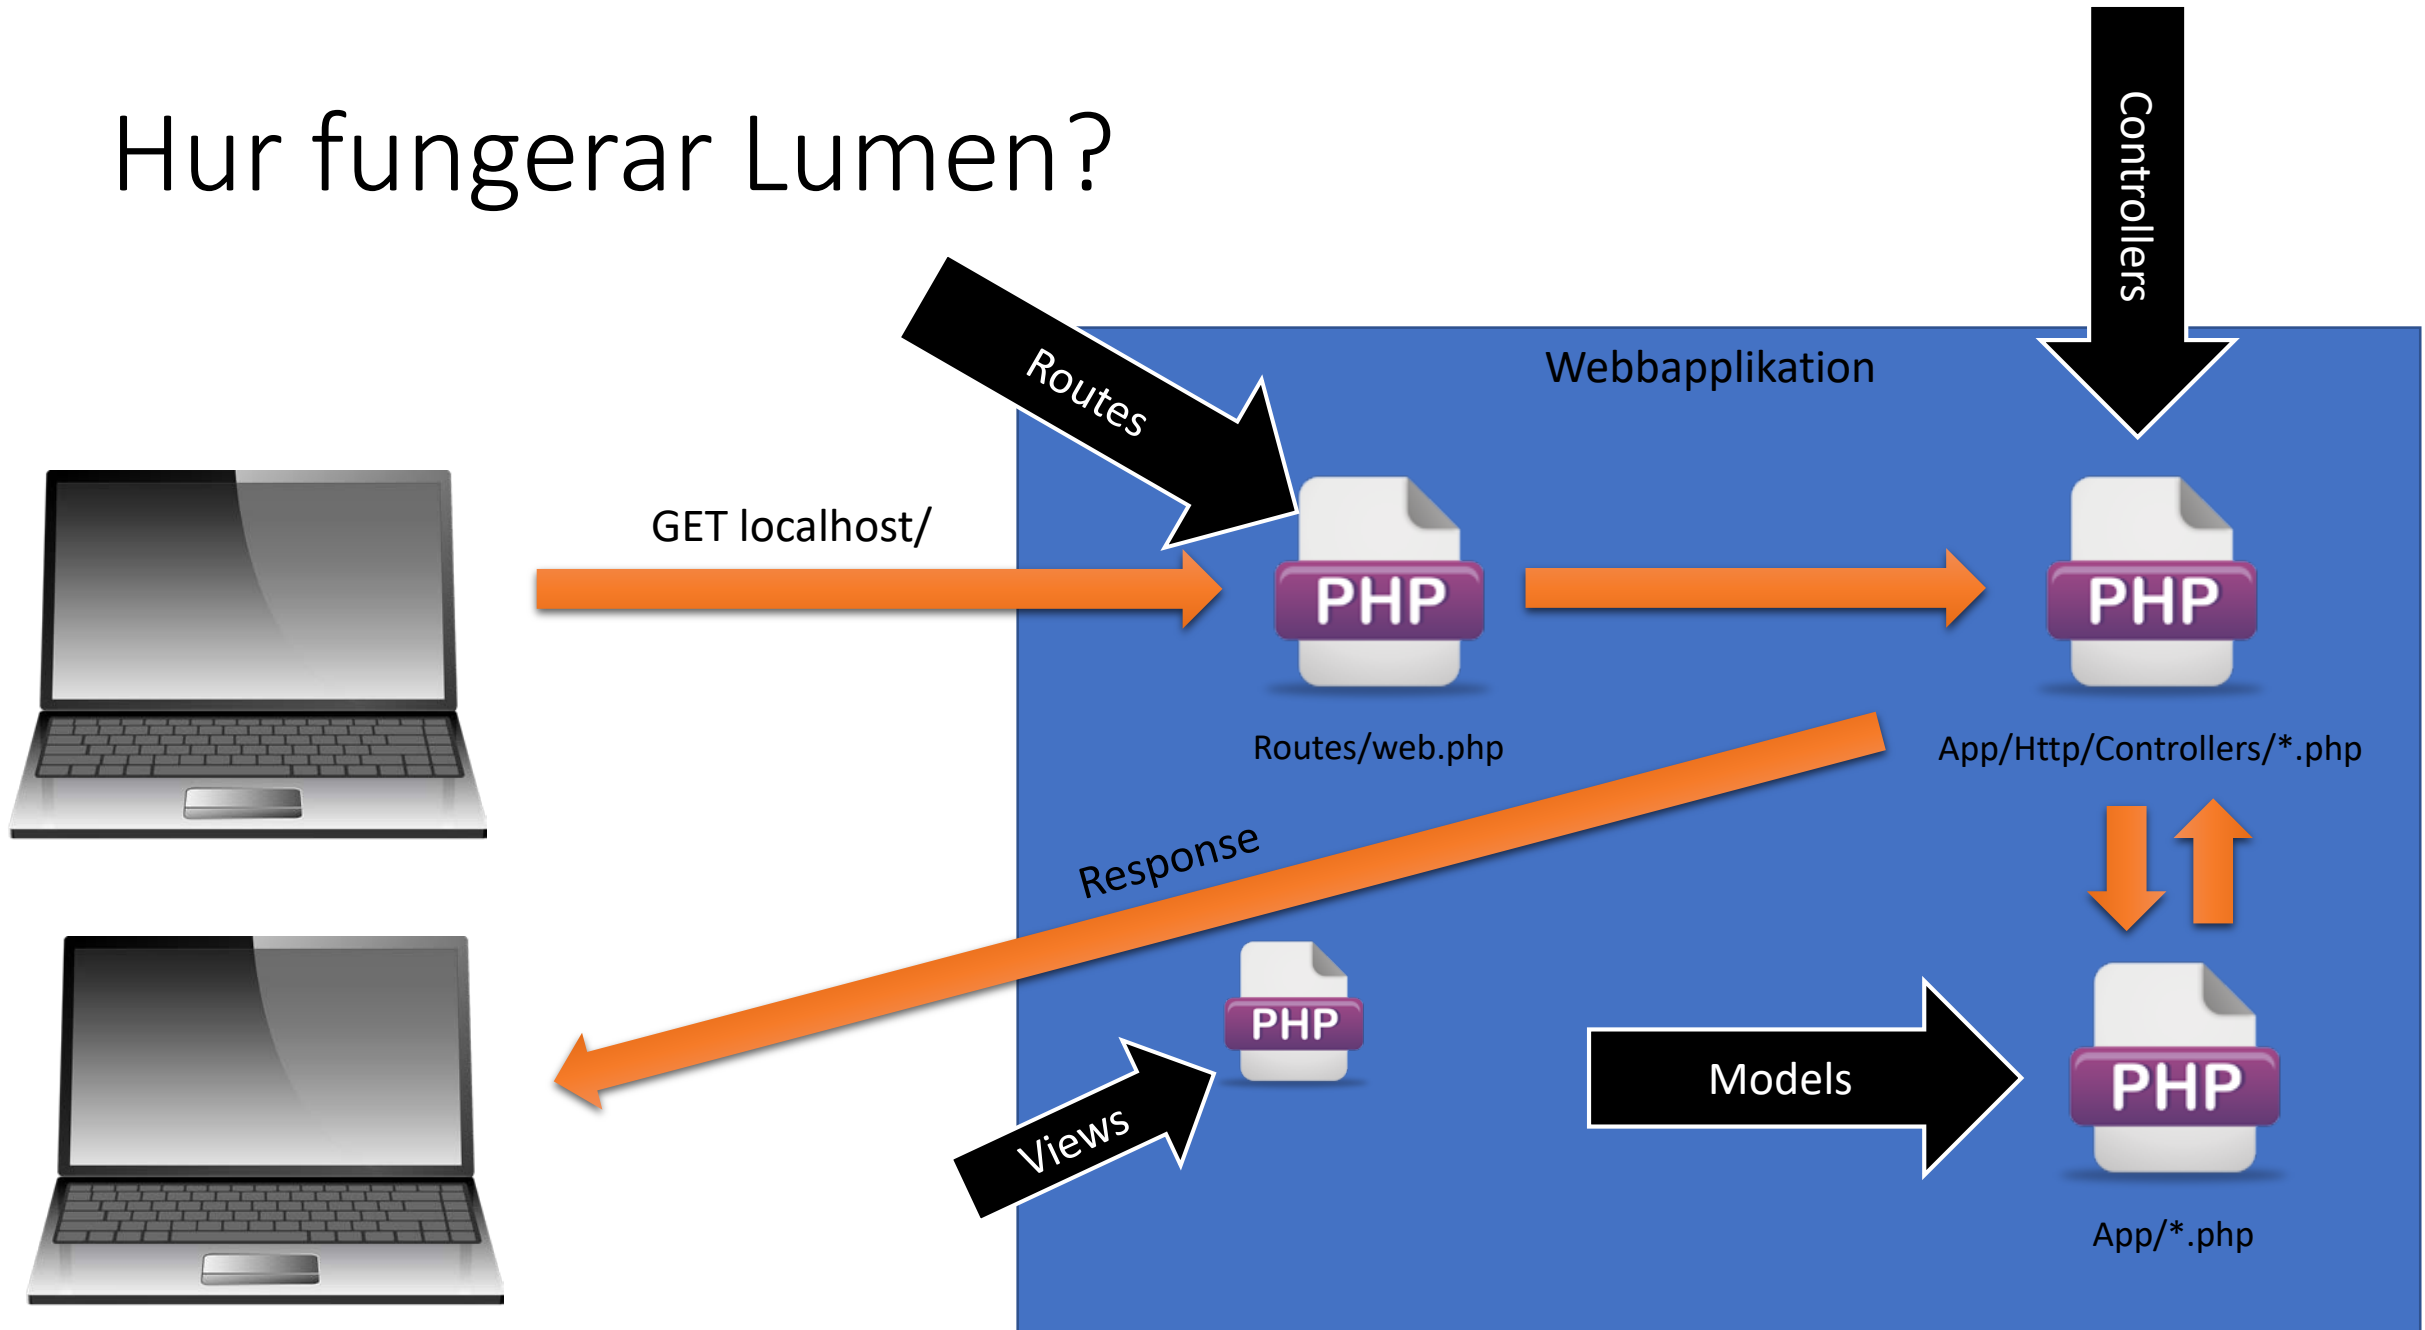 Hur fungerar Lumen?
Controllers
Routes
Webbapplikation
GET localhost/
PHP
PHP
Routes/web.php
App/Http/Controllers/*.php
Response
PHP
Views
Models
PHP
App/*.php